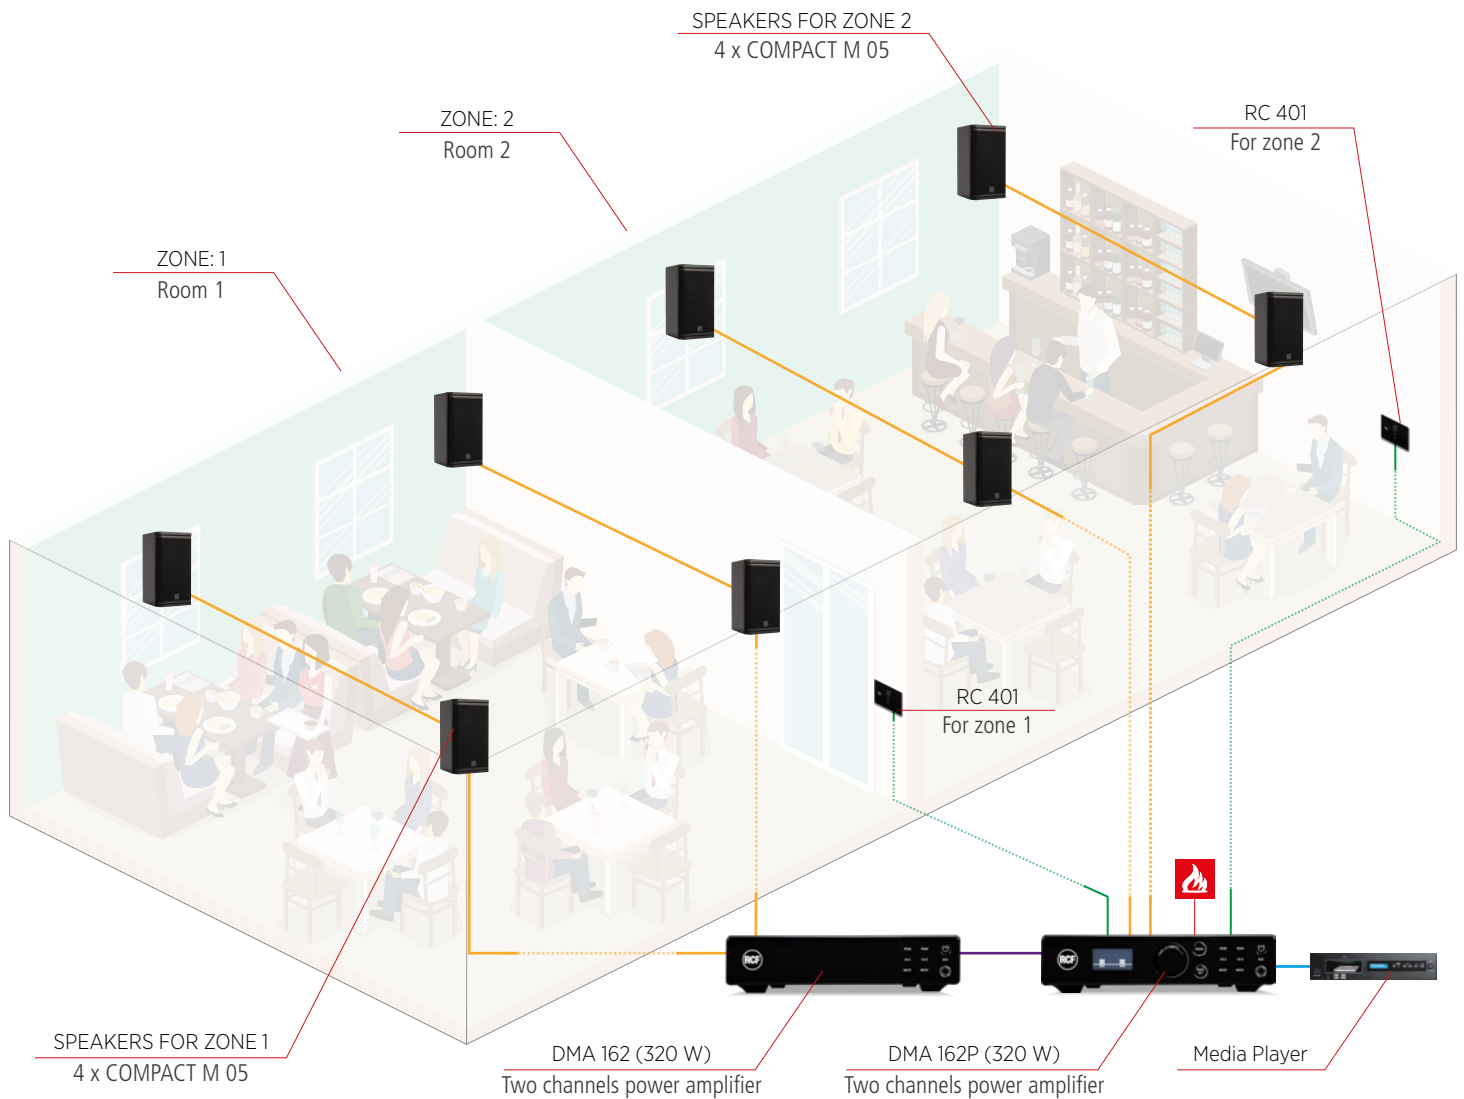 SPEAKERS FOR ZONE 2
4 x COMPACT M 05
ZONE: 2
Room 2
RC 401
For zone 2
ZONE: 1
Room 1
RC 401
For zone 1
RCF
RCF
SPEAKERS FOR ZONE 1
4 x COMPACT M 05
DMA 162 (320 W)
Two channels power amplifier
DMA 162P (320 W)
Two channels power amplifier
Media Player